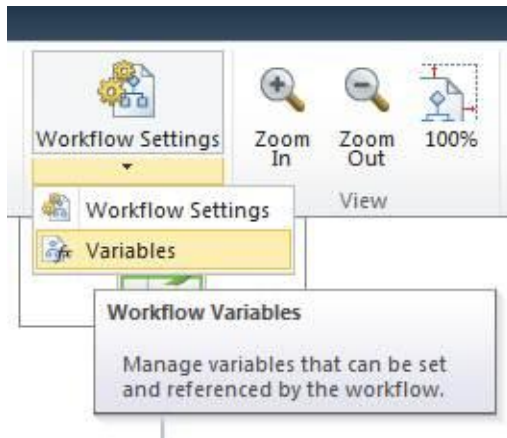 Workflow Settings
Zoom
In
Zoom
Out
100%
View
Workflow Settings
Variables
Workflow Variables
Manage variables that can be set
and referenced by the workflow.